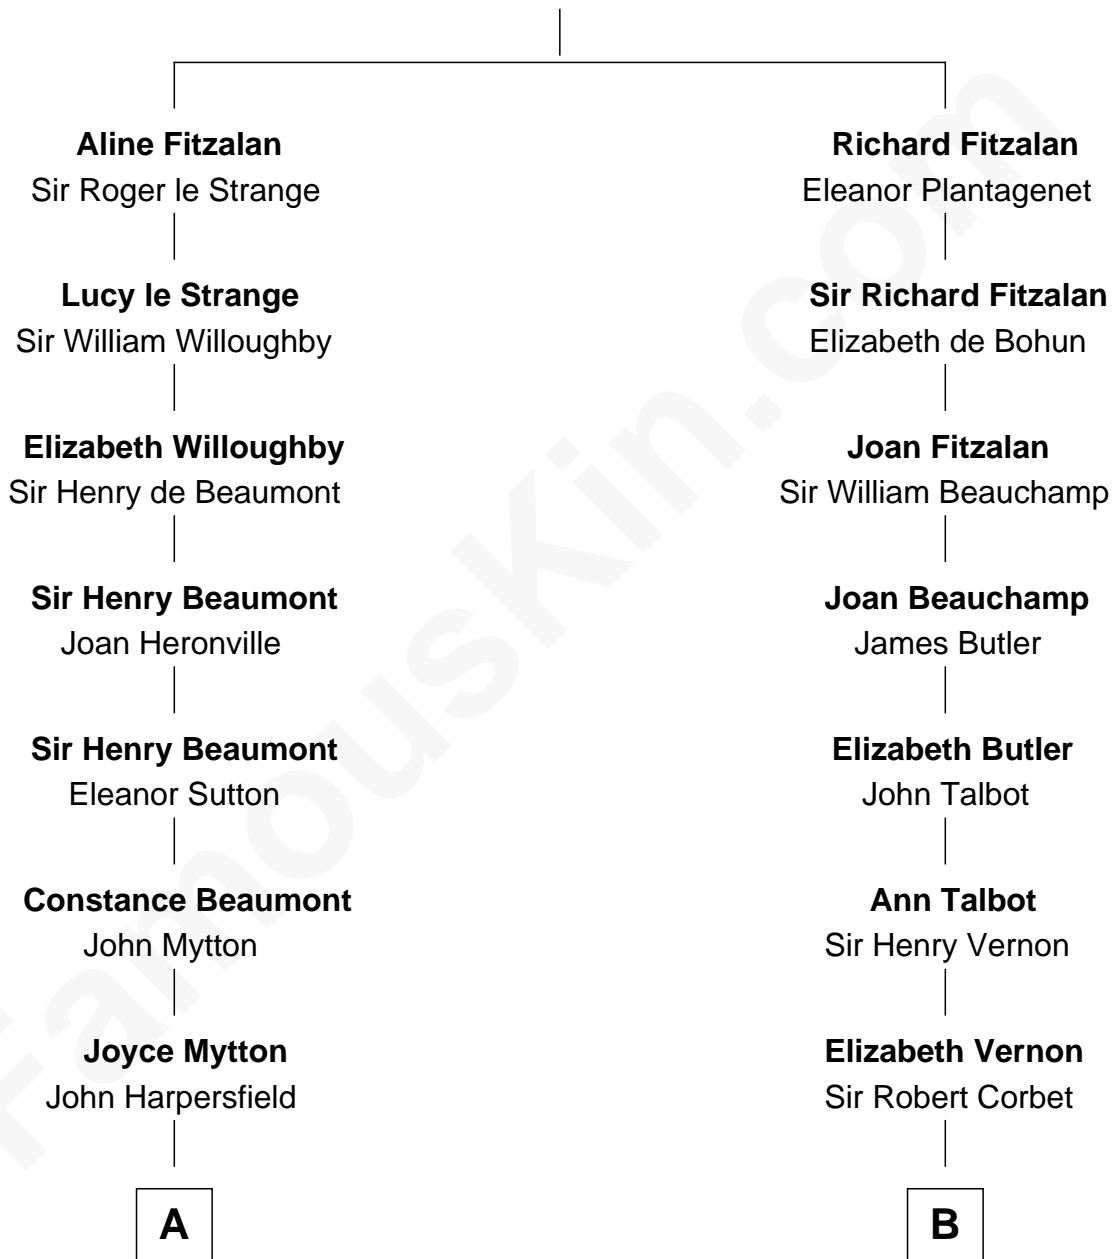 Aline Fitzalan
Sir Roger le Strange
Lucy le Strange
Sir William Willoughby
Elizabeth Willoughby
Sir Henry de Beaumont
Sir Henry Beaumont
Joan Heronville
Sir Henry Beaumont
Eleanor Sutton
Constance Beaumont
John Mytton
Joyce Mytton
John Harpersfield
A
Richard Fitzalan
Eleanor Plantagenet
Sir Richard Fitzalan
Elizabeth de Bohun
Joan Fitzalan
Sir William Beauchamp
Joan Beauchamp
James Butler
Elizabeth Butler
John Talbot
Ann Talbot
Sir Henry Vernon
Elizabeth Vernon
Sir Robert Corbet
B
FamousKin.com